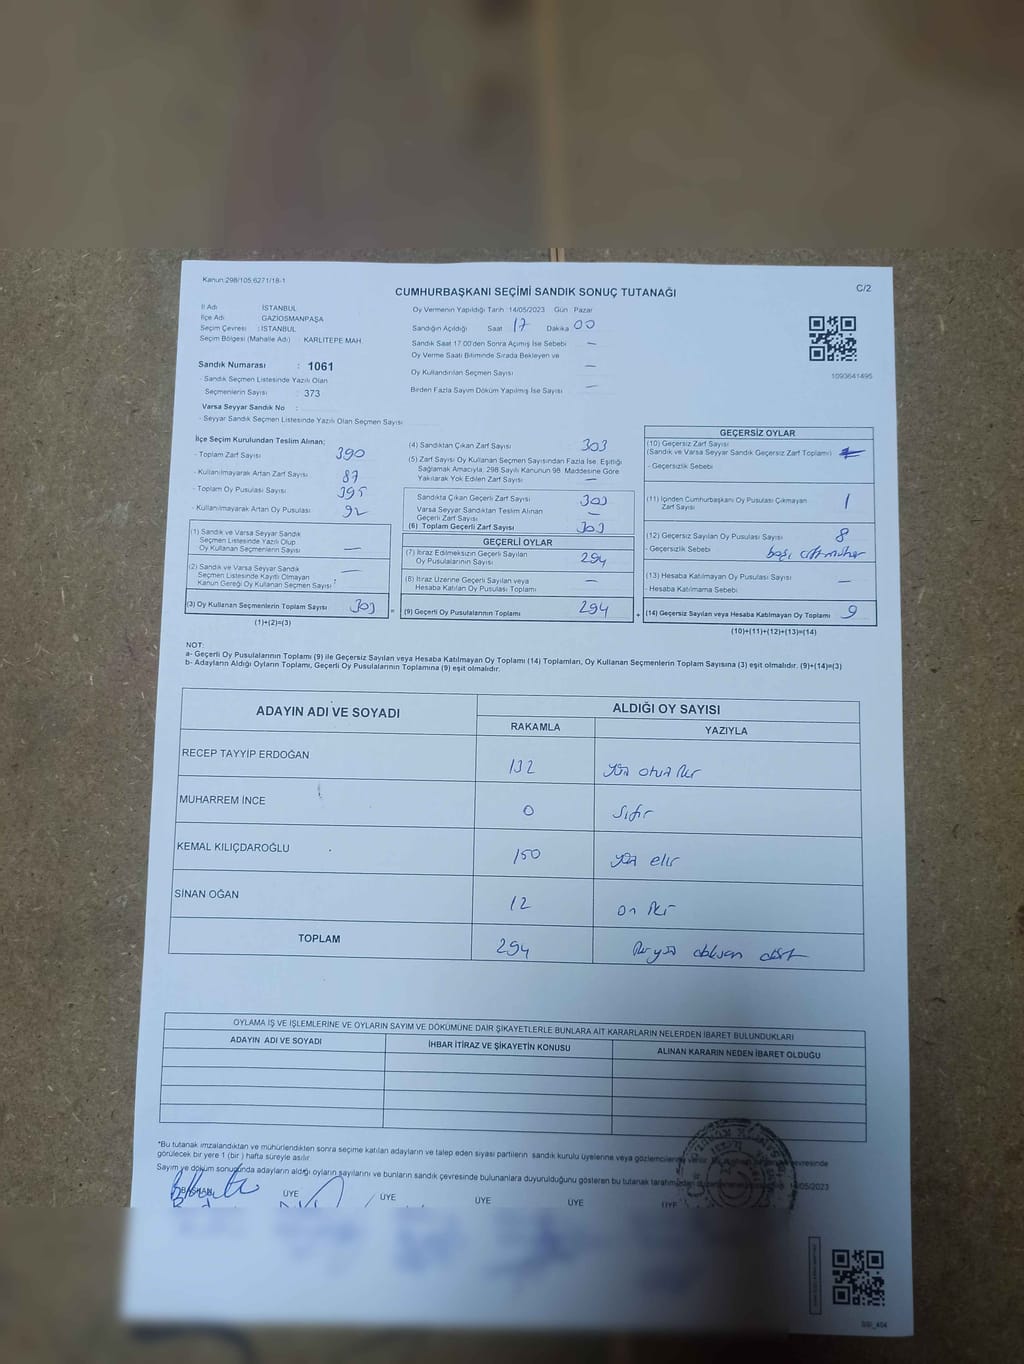 Kanun:298/105,6271/18-1
C/2
CUMHURBAŞKANI SEÇİMİ SANDIK SONUÇ TUTANAĞI
İl Adı : İSTANBUL
İlçe Adı : GAZİOSMANPAŞA
Seçim Çevresi : İSTANBUL
Seçim Bölgesi (Mahalle Adı) : KARLITEPE MAH.
Sandık Numarası : 1061
- Sandık Seçmen Listesinde Yazılı Olan
Seçmenlerin Sayısı : 373
Varsa Seyyar Sandık No :
- Seyyar Sandık Seçmen Listesinde Yazılı Olan Seçmen Sayısı
Oy Vermenin Yapıldığı Tarih 14/05/2023 Gün Pazar
Sandığın Açıldığı Saat 17 Dakika 00
Sandık Saat 17.00'den Sonra Açılmış İse Sebebi —
Oy Verme Saati Bitiminde Sırada Bekleyen ve
Oy Kullandırılan Seçmen Sayısı —
Birden Fazla Sayım Döküm Yapılmış İse Sayısı —
1093641495
İlçe Seçim Kurulundan Teslim Alınan;
- Toplam Zarf Sayısı 390
- Kullanılmayarak Artan Zarf Sayısı 87
- Toplam Oy Pusulası Sayısı 395
- Kullanılmayarak Artan Oy Pusulası 92
(1) Sandık ve Varsa Seyyar Sandık
Seçmen Listesinde Yazılı Olup
Oy Kullanan Seçmenlerin Sayısı —
(2) Sandık ve Varsa Seyyar Sandık
Seçmen Listesinde Kayıtlı Olmayan
Kanun Gereği Oy Kullanan Seçmen Sayısı —
(3) Oy Kullanan Seçmenlerin Toplam Sayısı 303
(1)+(2)=(3)
(4) Sandıktan Çıkan Zarf Sayısı 303
(5) Zarf Sayısı Oy Kullanan Seçmen Sayısından Fazla İse, Eşitliği
Sağlamak Amacıyla, 298 Sayılı Kanunun 98. Maddesine Göre
Yakılarak Yok Edilen Zarf Sayısı —
Sandıkta Çıkan Geçerli Zarf Sayısı 303
Varsa Seyyar Sandıktan Teslim Alınan
Geçerli Zarf Sayısı —
(6) Toplam Geçerli Zarf Sayısı 303
GEÇERLİ OYLAR
(7) İtiraz Edilmeksizin Geçerli Sayılan
Oy Pusulalarının Sayısı 294
(8) İtiraz Üzerine Geçerli Sayılan veya
Hesaba Katılan Oy Pusulası Toplamı —
= (9) Geçerli Oy Pusulalarının Toplamı 294
GEÇERSİZ OYLAR
(10) Geçersiz Zarf Sayısı
(Sandık ve Varsa Seyyar Sandık Geçersiz Zarf Toplamı)
- Geçersizlik Sebebi
(11) İçinden Cumhurbaşkanı Oy Pusulası Çıkmayan
Zarf Sayısı 1
(12) Geçersiz Sayılan Oy Pusulası Sayısı 8
- Geçersizlik Sebebi
(13) Hesaba Katılmayan Oy Pusulası Sayısı —
- Hesaba Katılmama Sebebi
+ (14) Geçersiz Sayılan veya Hesaba Katılmayan Oy Toplamı 9
(10)+(11)+(12)+(13)=(14)
NOT:
a- Geçerli Oy Pusulalarının Toplamı (9) ile Geçersiz Sayılan veya Hesaba Katılmayan Oy Toplamı (14) Toplamları, Oy Kullanan Seçmenlerin Toplam Sayısına (3) eşit olmalıdır. (9)+(14)=(3)
b- Adayların Aldığı Oyların Toplamı, Geçerli Oy Pusulalarının Toplamına (9) eşit olmalıdır.
ADAYIN ADI VE SOYADI
ALDIĞI OY SAYISI
RAKAMLA YAZIYLA
RECEP TAYYİP ERDOĞAN 132 yüz otuz iki
MUHARREM İNCE 0 Sıfır
KEMAL KILIÇDAROĞLU 150 yüz elli
SİNAN OĞAN 12 on iki
TOPLAM 294 iki yüz doksan dört
OYLAMA İŞ VE İŞLEMLERİNE VE OYLARIN SAYIM VE DÖKÜMÜNE DAİR ŞİKAYETLERLE BUNLARA AİT KARARLARIN NELERDEN İBARET BULUNDUKLARI
ADAYIN ADI VE SOYADI İHBAR İTİRAZ VE ŞİKAYETİN KONUSU ALINAN KARARIN NEDEN İBARET OLDUĞU
*Bu tutanak imzalandıktan ve mühürlendikten sonra seçime katılan adayların ve talep eden siyasi partilerin sandık kurulu üyelerine veya gözlemcilerine
görülecek bir yere 1 (bir) hafta süreyle asılır.
Sayım ve döküm sonucunda adayların aldığı oyların sayılarını ve bunların sandık çevresinde bulunanlara duyurulduğunu gösteren bu tutanak tarafımızdan
BAŞKAN ÜYE ÜYE ÜYE ÜYE ÜYE